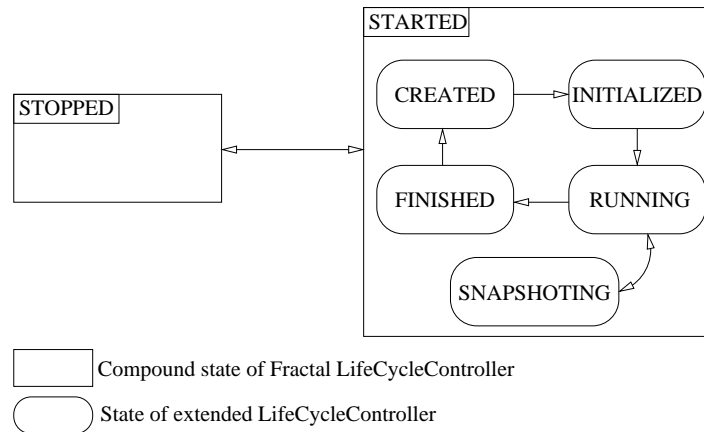 STARTED
CREATED
INITIALIZED
STOPPED
FINISHED
RUNNING
SNAPSHOTING
Compound state of Fractal LifeCycleController
State of extended LifeCycleController